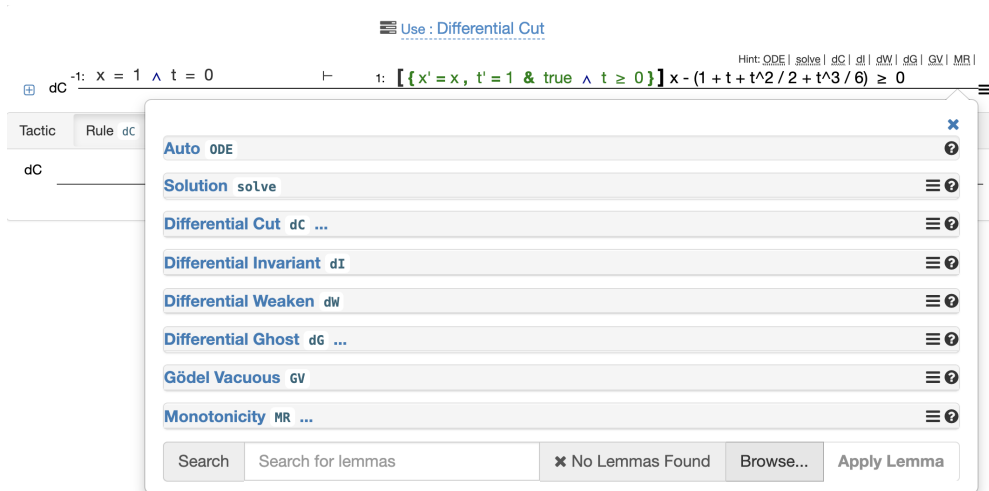 Use : Differential Cut
Hint: ODE | solve | dC | dI | dW | dG | GV | MR |
dC -1: x = 1 ∧ t = 0 ⊢ 1: [{x' = x, t' = 1 & true ∧ t ≥ 0}] x - (1 + t + t^2 / 2 + t^3 / 6) ≥ 0
Tactic Rule dC
dC
Auto ODE
Solution solve
Differential Cut dC ...
Differential Invariant dI
Differential Weaken dW
Differential Ghost dG ...
Gödel Vacuous GV
Monotonicity MR ...
Search Search for lemmas ✖ No Lemmas Found Browse... Apply Lemma